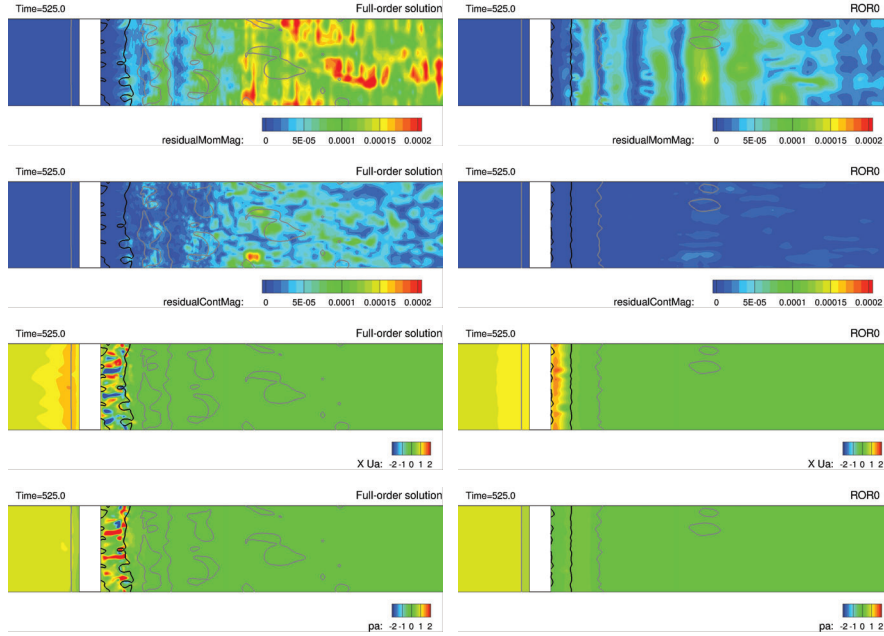 Time=525.0 Full-order solution
residualMomMag: 0 5E-05 0.0001 0.00015 0.0002
Time=525.0 ROR0
residualMomMag: 0 5E-05 0.0001 0.00015 0.0002
Time=525.0 Full-order solution
residualContMag: 0 5E-05 0.0001 0.00015 0.0002
Time=525.0 ROR0
residualContMag: 0 5E-05 0.0001 0.00015 0.0002
Time=525.0 Full-order solution
X Ua: -2 -1 0 1 2
Time=525.0 ROR0
X Ua: -2 -1 0 1 2
Time=525.0 Full-order solution
pa: -2 -1 0 1 2
Time=525.0 ROR0
pa: -2 -1 0 1 2